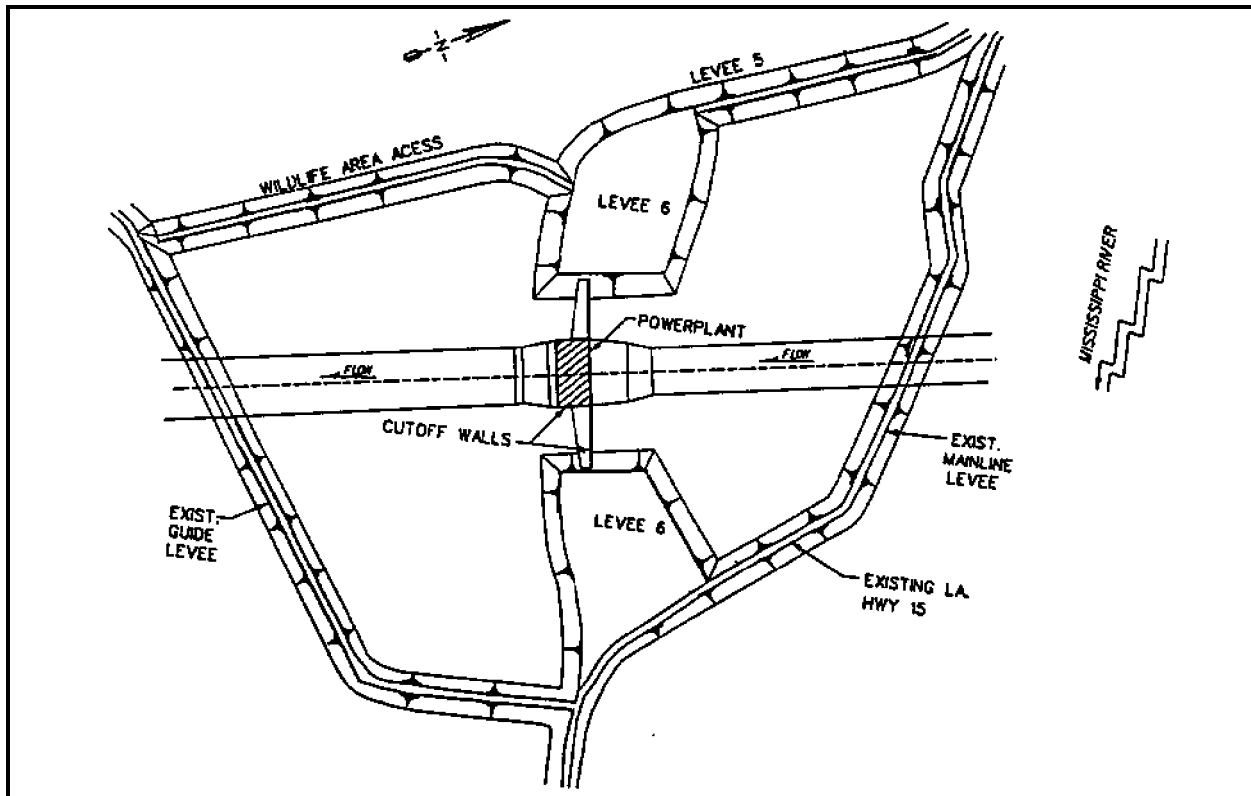 N
LEVEE 5
WILDLIFE AREA ACESS
LEVEE 6
MISSISSIPPI RIVER
POWERPLANT
FLOW
FLOW
CUTOFF WALLS
EXIST.
MAINLINE
LEVEE
EXIST.
GUIDE
LEVEE
LEVEE 6
EXISTING LA.
HWY 15